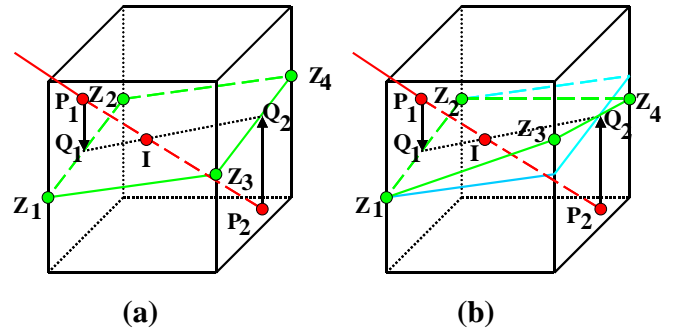 P1 Z2 Z4 P1 Z2 Z4
Q1 I Q2 Q1 I Z3 Q2
Z1 Z3 P2 Z1 P2
(a) (b)